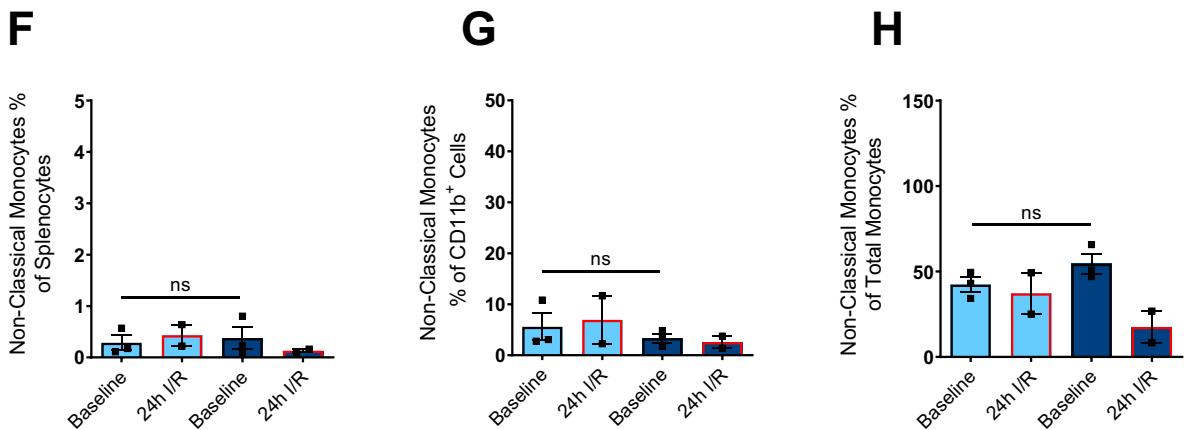 F
G
H
Non-Classical Monocytes %
of Splenocytes
5
4
3
2
1
0
ns
Baseline
24h I/R
Baseline
24h I/R
Non-Classical Monocytes
% of CD11b⁺ Cells
50
40
30
20
10
0
ns
Baseline
24h I/R
Baseline
24h I/R
Non-Classical Monocytes %
of Total Monocytes
150
100
50
0
ns
Baseline
24h I/R
Baseline
24h I/R